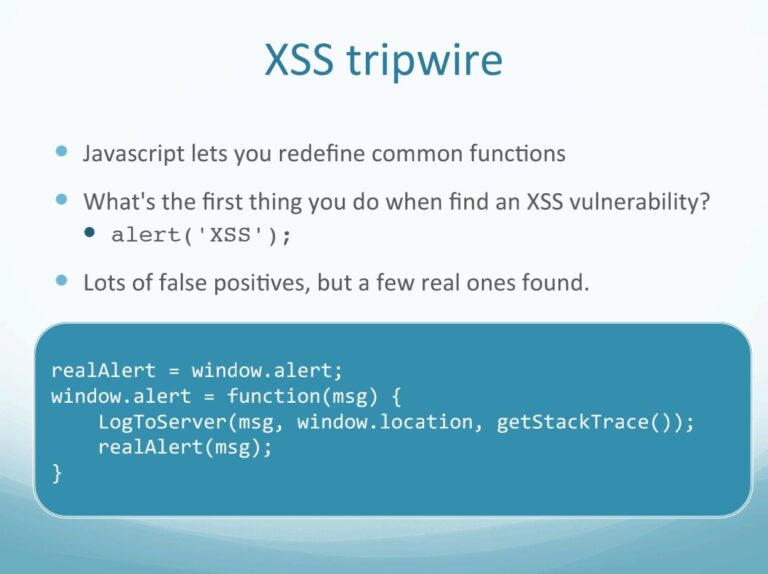 XSS tripwire
Javascript lets you redefine common functions
What's the first thing you do when find an XSS vulnerability?
alert('XSS');
Lots of false positives, but a few real ones found.
realAlert = window.alert;
window.alert = function(msg) {
    LogToServer(msg, window.location, getStackTrace());
    realAlert(msg);
}